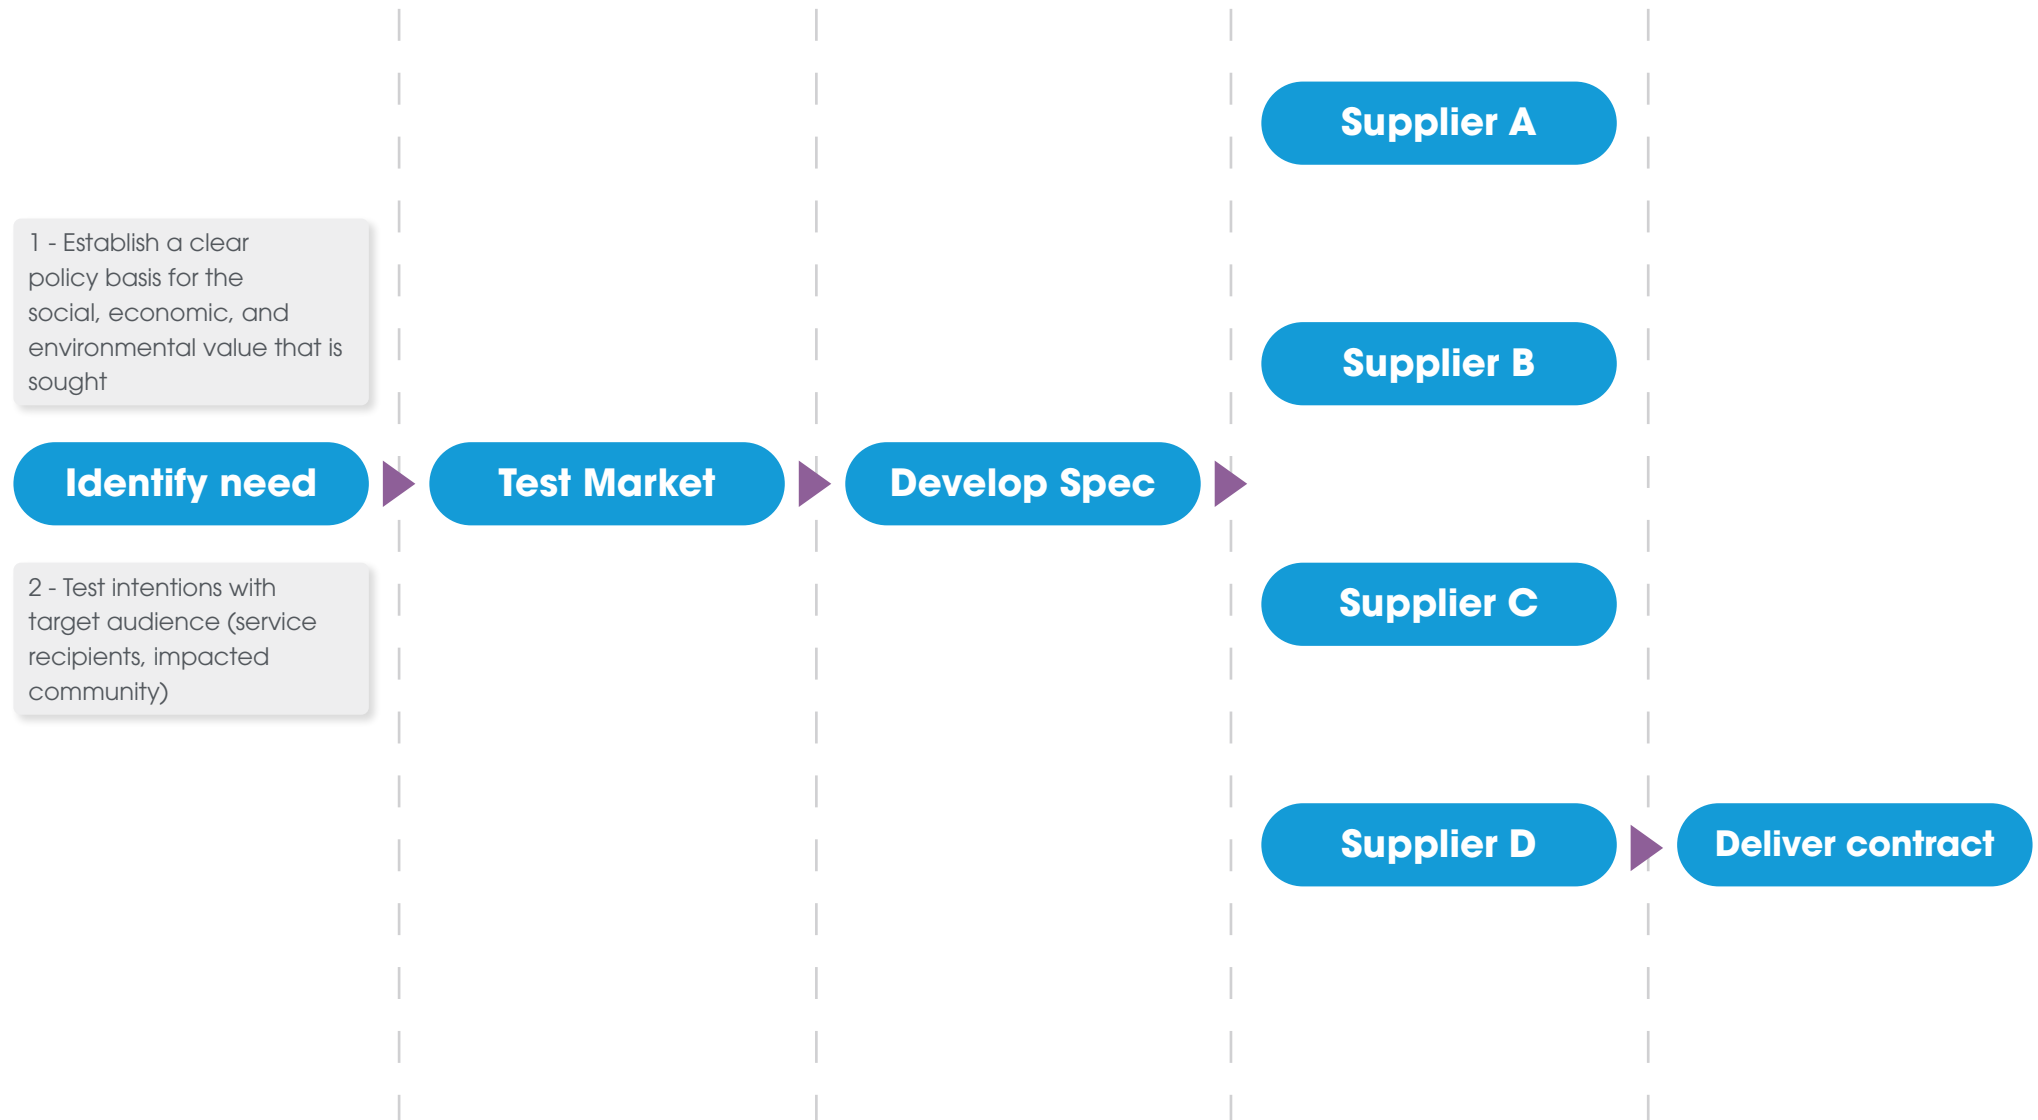 1 - Establish a clear
policy basis for the
social, economic, and
environmental value that is
sought
Identify need
2 - Test intentions with
target audience (service
recipients, impacted
community)
Test Market
Develop Spec
Supplier A
Supplier B
Supplier C
Supplier D
Deliver contract